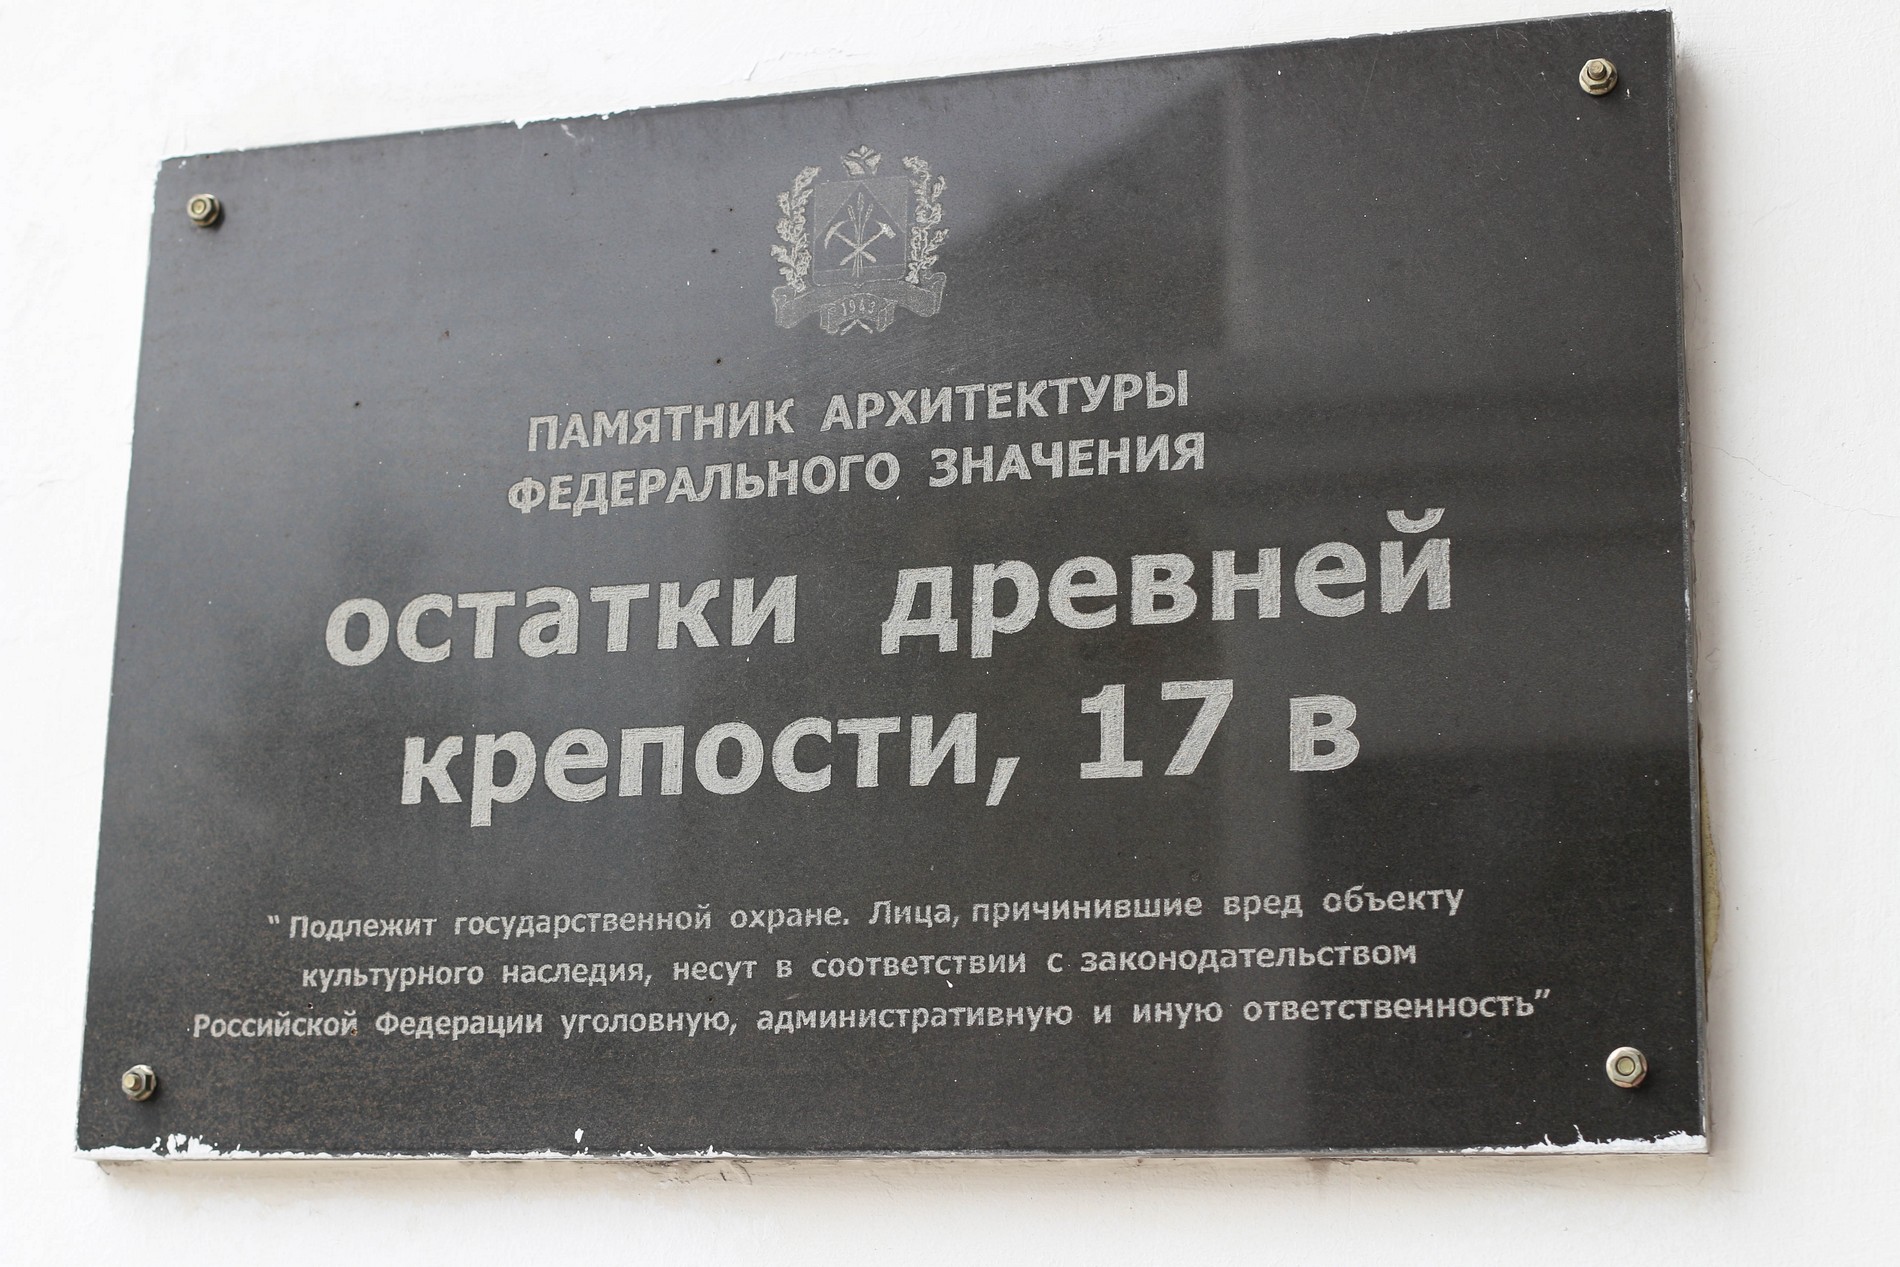 1943
ПАМЯТНИК АРХИТЕКТУРЫ
ФЕДЕРАЛЬНОГО ЗНАЧЕНИЯ
остатки древней
крепости, 17 в
" Подлежит государственной охране. Лица, причинившие вред объекту
культурного наследия, несут в соответствии с законодательством
Российской Федерации уголовную, административную и иную ответственность"